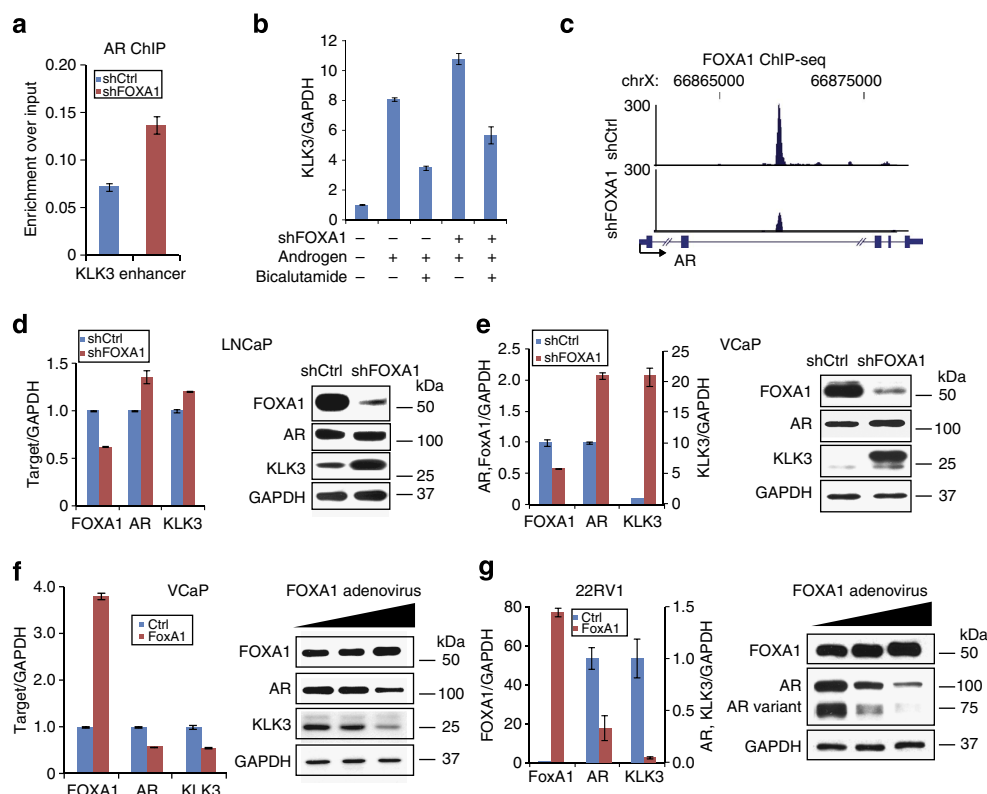 a
AR ChIP
0.20
0.15
0.10
0.05
0
Enrichment over input
shCtrl
shFOXA1
KLK3 enhancer
b
12
10
8
6
4
2
0
KLK3/GAPDH
shFOXA1 – – – + +
Androgen – + + + +
Bicalutamide – – + – +
c
FOXA1 ChIP-seq
chrX: 66865000 66875000
300
shCtrl
300
shFOXA1
AR
d
shCtrl
shFOXA1
LNCaP
1.5
1.0
0.5
0
Target/GAPDH
FOXA1 AR KLK3
shCtrl shFOXA1
kDa
FOXA1 — 50
AR — 100
KLK3 — 25
GAPDH — 37
e
shCtrl
shFOXA1
VCaP
2.5
2.0
1.5
1.0
0.5
0
AR,FoxA1/GAPDH
25
20
15
10
5
0
KLK3/GAPDH
FOXA1 AR KLK3
shCtrl shFOXA1
kDa
FOXA1 — 50
AR — 100
KLK3 — 25
GAPDH — 37
f
VCaP
4.0
3.0
2.0
1.0
0
Target/GAPDH
Ctrl
FoxA1
FOXA1 AR KLK3
FOXA1 adenovirus
kDa
FOXA1 — 50
AR — 100
KLK3 — 25
GAPDH — 37
g
22RV1
80
60
40
20
0
FOXA1/GAPDH
Ctrl
FoxA1
1.5
1.0
0.5
0.0
AR, KLK3/GAPDH
FoxA1 AR KLK3
FOXA1 adenovirus
kDa
FOXA1 — 50
AR — 100
AR variant — 75
GAPDH — 37